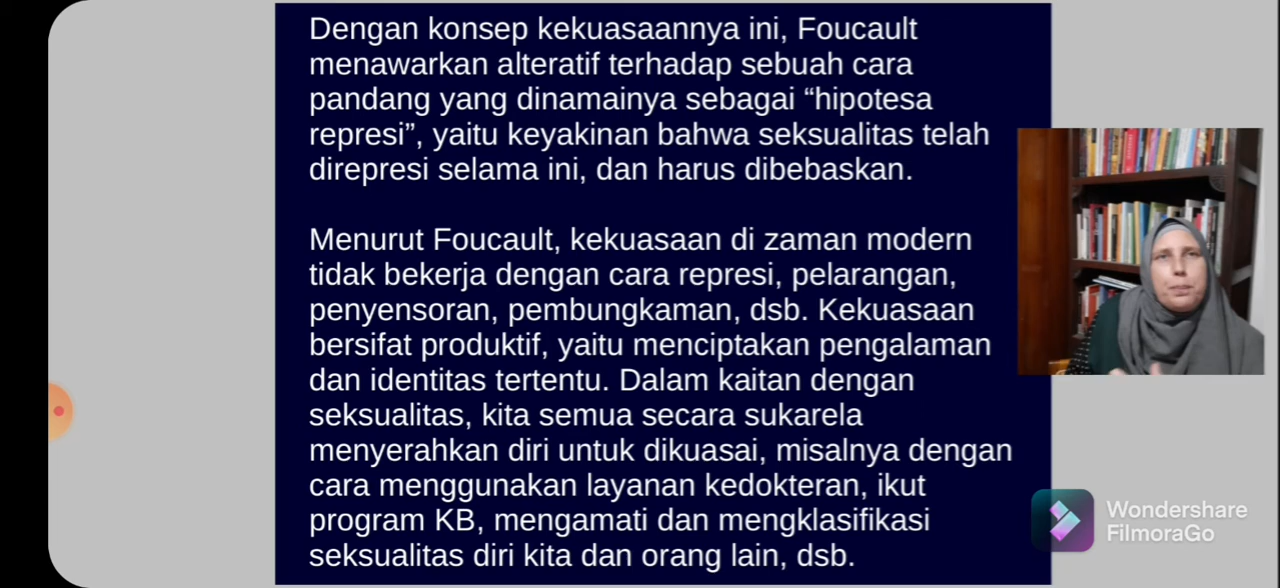 Dengan konsep kekuasaannya ini, Foucault
menawarkan alteratif terhadap sebuah cara
pandang yang dinamainya sebagai “hipotesa
represi”, yaitu keyakinan bahwa seksualitas telah
direpresi selama ini, dan harus dibebaskan.
Menurut Foucault, kekuasaan di zaman modern
tidak bekerja dengan cara represi, pelarangan,
penyensoran, pembungkaman, dsb. Kekuasaan
bersifat produktif, yaitu menciptakan pengalaman
dan identitas tertentu. Dalam kaitan dengan
seksualitas, kita semua secara sukarela
menyerahkan diri untuk dikuasai, misalnya dengan
cara menggunakan layanan kedokteran, ikut
program KB, mengamati dan mengklasifikasi
seksualitas diri kita dan orang lain, dsb.
Wondershare
FilmoraGo